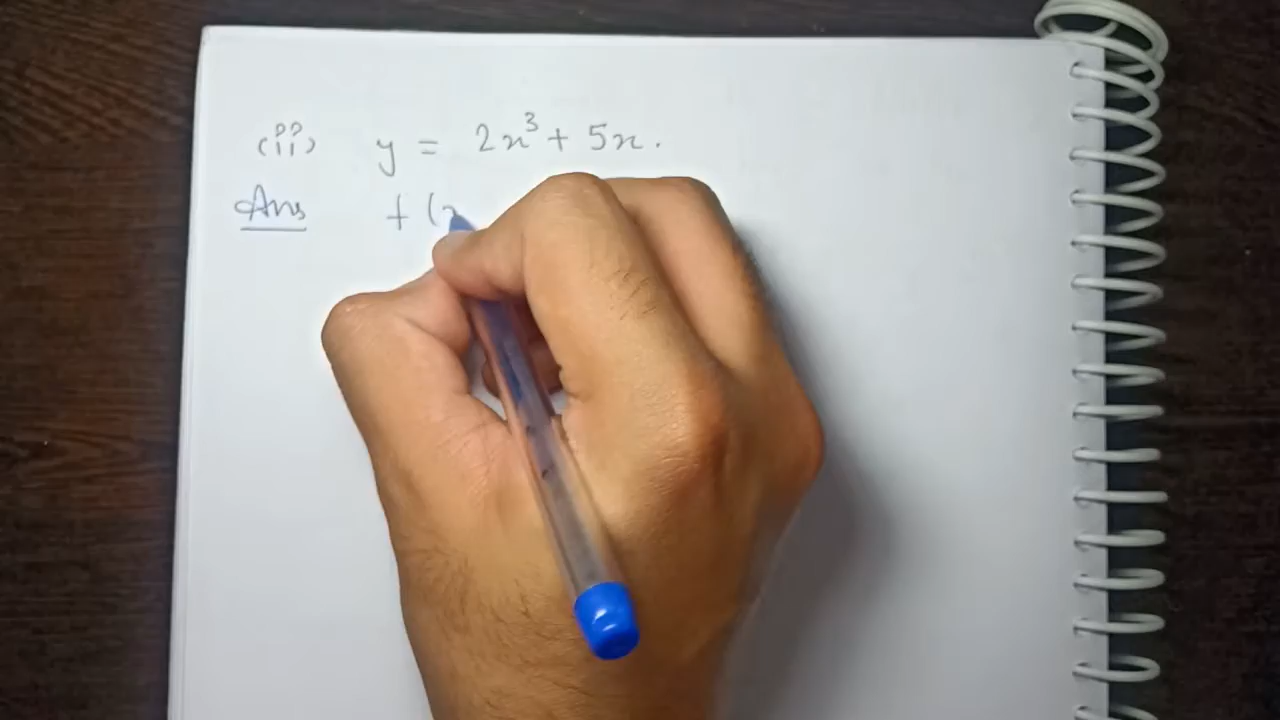 (ii) y = 2x³ + 5x.
Ans f(x